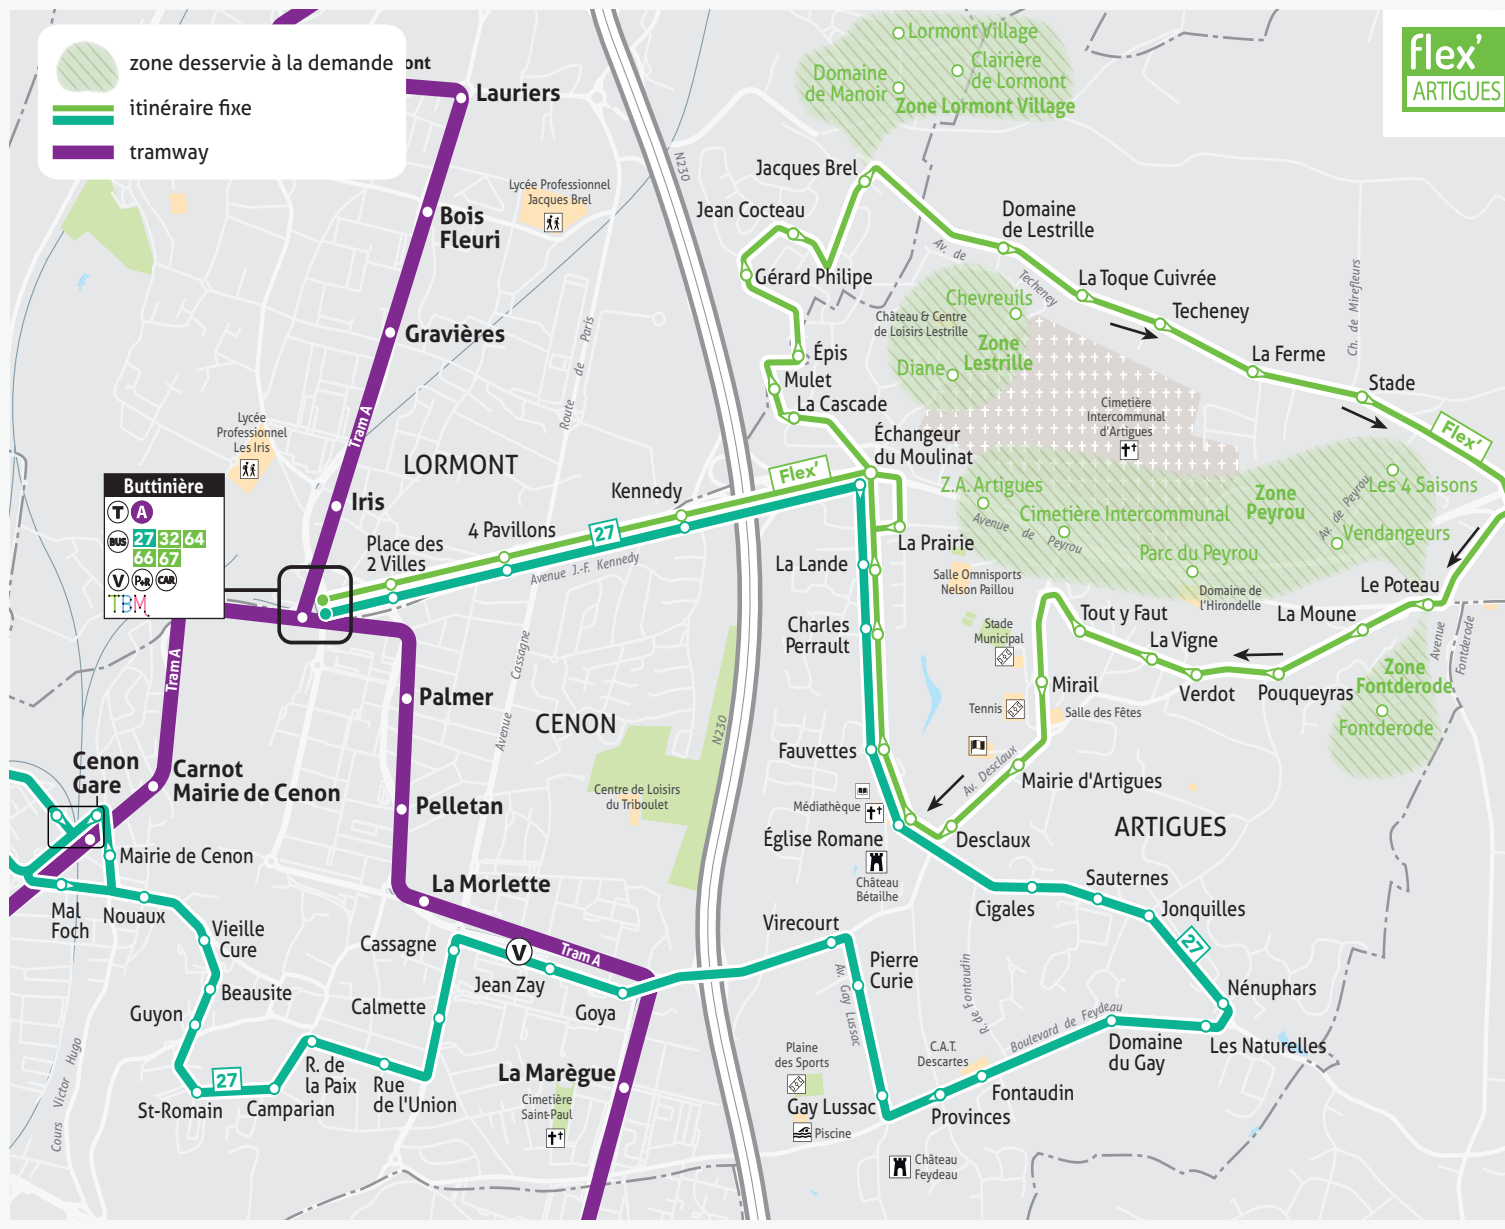 zone desservie à la demande
itinéraire fixe
tramway
ont
flex'
ARTIGUES
Lauriers
Bois
Fleuri
Gravières
Iris
Tram A
Lycée Professionnel
Jacques Brel
Lycée
Professionnel
Les Iris
LORMONT
Route de Paris
N230
Lormont Village
Clairière
de Lormont
Domaine
de Manoir
Zone Lormont Village
Jacques Brel
Jean Cocteau
Gérard Philipe
Épis
Mulet
La Cascade
Échangeur
du Moulinat
Domaine
de Lestrille
Av. de Techeney
La Toque Cuivrée
Techeney
La Ferme
Stade
Ch. de Mirefleurs
Flex'
Chevreuils
Château & Centre
de Loisirs Lestrille
Zone
Lestrille
Diane
Cimetière
Intercommunal
d'Artigues
Buttinière
T A
BUS 27 32 64
66 67
V P+R CAR
TBM
Place des
2 Villes
4 Pavillons
Kennedy
27
Flex'
Avenue J.-F. Kennedy
Z.A. Artigues
Cimetière Intercommunal
Avenue de Peyrou
Parc du Peyrou
Zone
Peyrou
Les 4 Saisons
Av. de Peyrou
Vendangeurs
La Prairie
La Lande
Salle Omnisports
Nelson Paillou
Domaine de
l'Hirondelle
Le Poteau
La Moune
Tout y Faut
La Vigne
Verdot
Pouqueyras
Avenue Fontderode
Zone
Fontderode
Fontderode
Charles
Perrault
Stade
Municipal
Mirail
Tennis
Salle des Fêtes
Fauvettes
Av. Desclaux
Mairie d'Artigues
Médiathèque
Église Romane
Desclaux
ARTIGUES
Château
Bétailhe
Tram A
Palmer
Avenue Cassagne
CENON
N230
Cenon
Gare
Carnot
Mairie de Cenon
Pelletan
Centre de Loisirs
du Triboulet
Mairie de Cenon
Mal
Foch
Nouaux
Vieille
Cure
Beausite
Guyon
La Morlette
Cassagne
V
Tram A
Jean Zay
Goya
Calmette
27
St-Romain
Camparian
R. de
la Paix
Rue
de l'Union
La Marègue
Cimetière
Saint-Paul
Cours Victor Hugo
Virecourt
Pierre
Curie
Av. Gay Lussac
Cigales
Sauternes
Jonquilles
27
Nénuphars
Les Naturelles
Domaine
du Gay
Boulevard de Feydeau
R. de Fontaudin
C.A.T.
Descartes
Fontaudin
Provinces
Plaine
des Sports
Gay Lussac
Piscine
Château
Feydeau